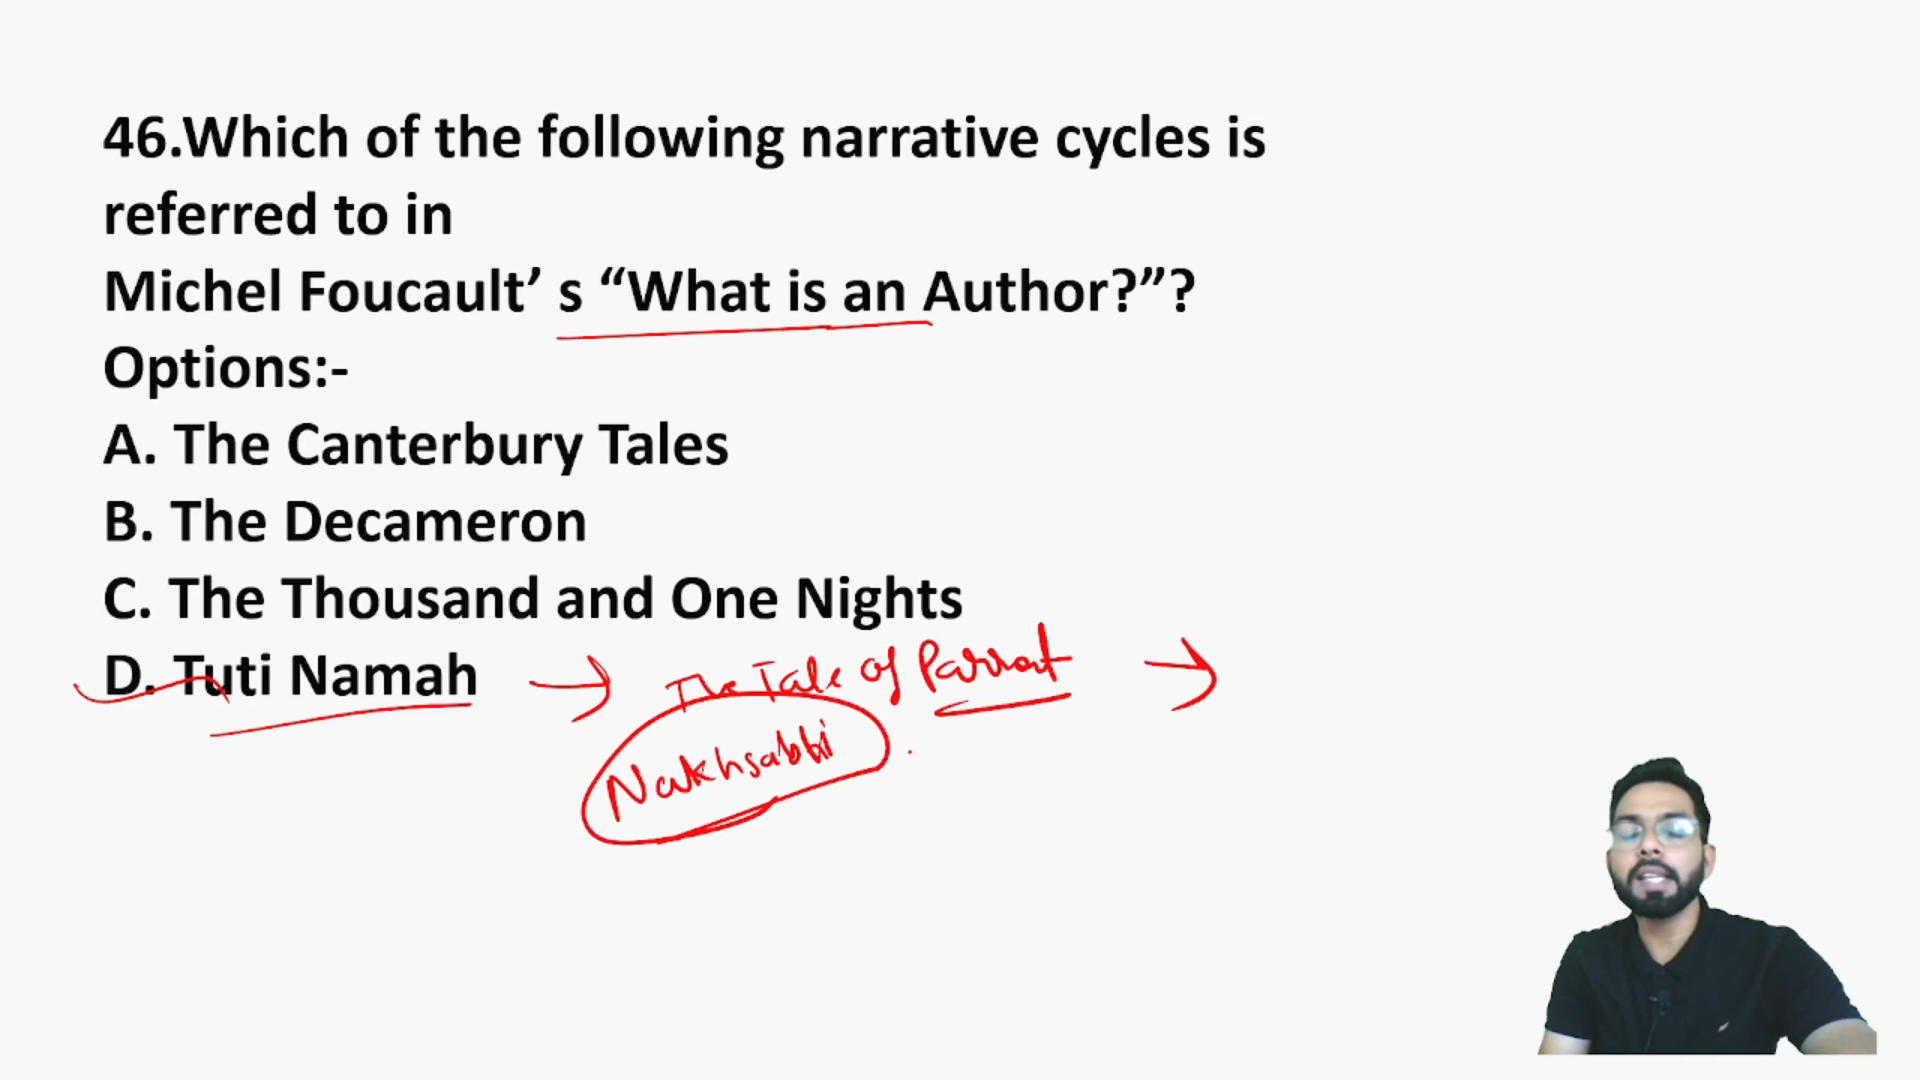 46.Which of the following narrative cycles is
referred to in
Michel Foucault’ s “What is an Author?”?
Options:-
A. The Canterbury Tales
B. The Decameron
C. The Thousand and One Nights
D. Tuti Namah → The Tale of Parrot →
Nakhsabbi